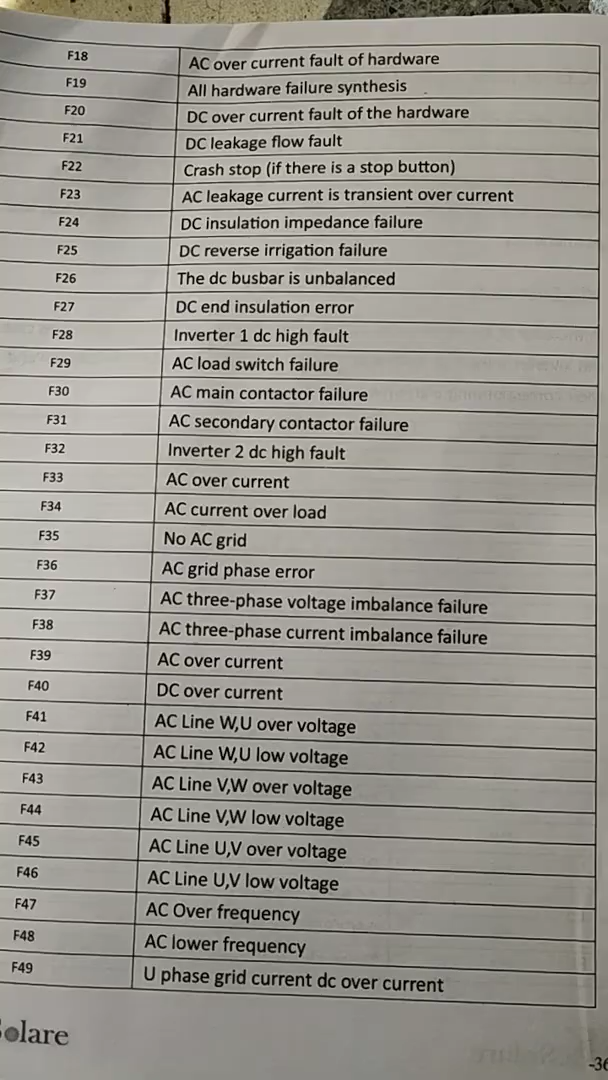 F18 AC over current fault of hardware
F19 All hardware failure synthesis
F20 DC over current fault of the hardware
F21 DC leakage flow fault
F22 Crash stop (if there is a stop button)
F23 AC leakage current is transient over current
F24 DC insulation impedance failure
F25 DC reverse irrigation failure
F26 The dc busbar is unbalanced
F27 DC end insulation error
F28 Inverter 1 dc high fault
F29 AC load switch failure
F30 AC main contactor failure
F31 AC secondary contactor failure
F32 Inverter 2 dc high fault
F33 AC over current
F34 AC current over load
F35 No AC grid
F36 AC grid phase error
F37 AC three-phase voltage imbalance failure
F38 AC three-phase current imbalance failure
F39 AC over current
F40 DC over current
F41 AC Line W,U over voltage
F42 AC Line W,U low voltage
F43 AC Line V,W over voltage
F44 AC Line V,W low voltage
F45 AC Line U,V over voltage
F46 AC Line U,V low voltage
F47 AC Over frequency
F48 AC lower frequency
F49 U phase grid current dc over current
olare
-36